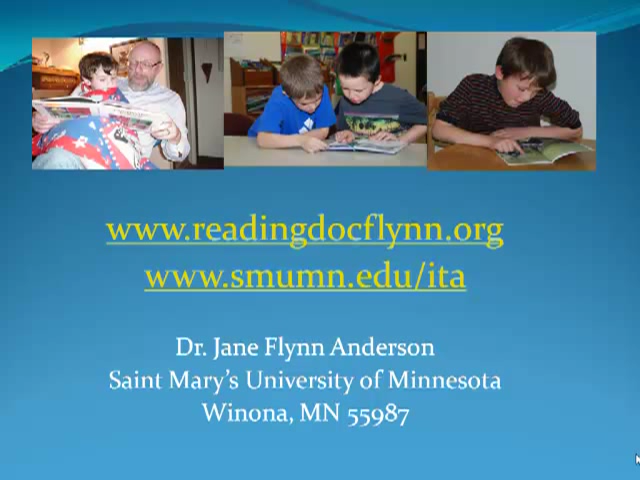 www.readingdocflynn.org
www.smumn.edu/ita
Dr. Jane Flynn Anderson
Saint Mary's University of Minnesota
Winona, MN 55987